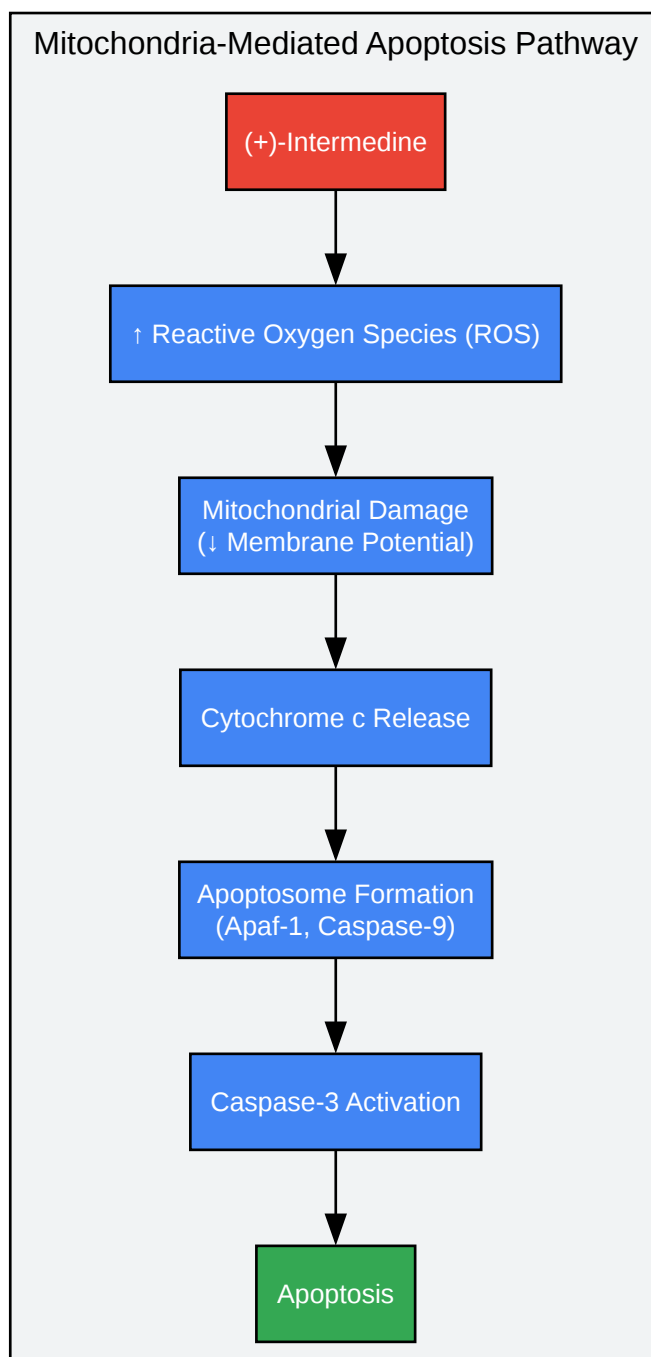 Mitochondria-Mediated Apoptosis Pathway
(+)-Intermedine
↑ Reactive Oxygen Species (ROS)
Mitochondrial Damage
(↓ Membrane Potential)
Cytochrome c Release
Apoptosome Formation
(Apaf-1, Caspase-9)
Caspase-3 Activation
Apoptosis